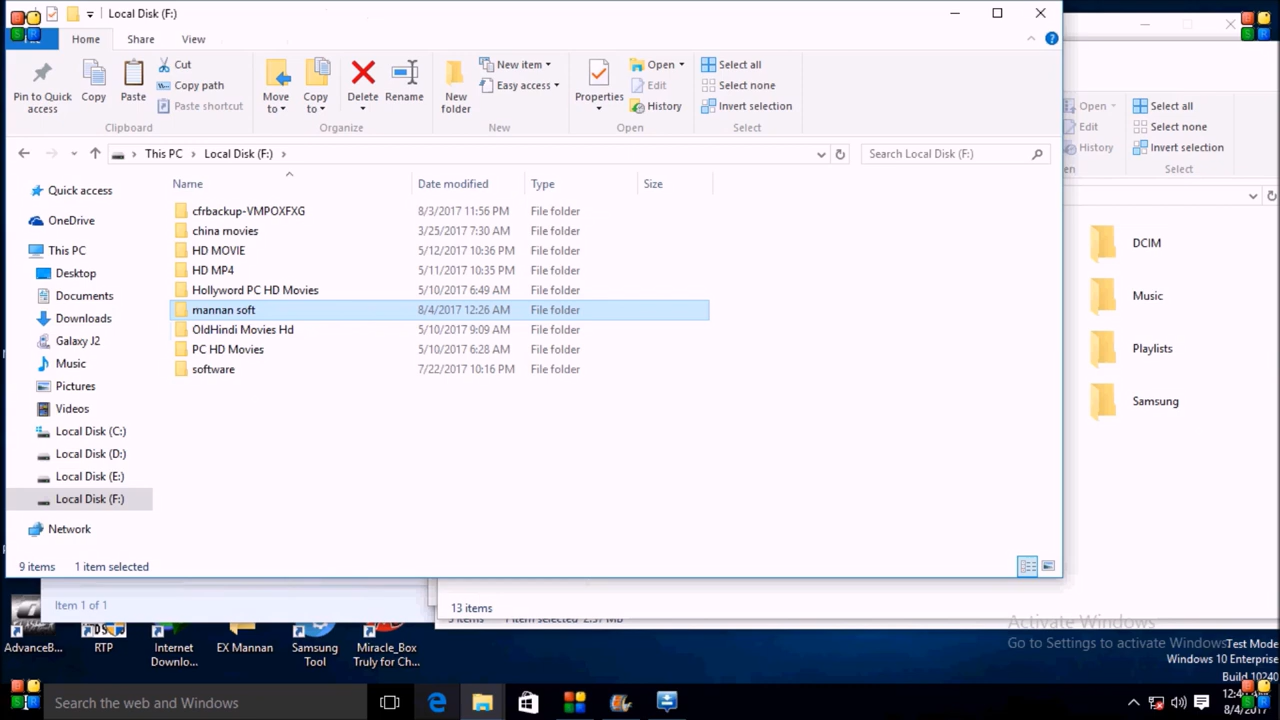 Local Disk (F:)
Home Share View
Pin to Quick access
Copy
Paste
Cut
Copy path
Paste shortcut
Clipboard
Move to
Copy to
Delete
Rename
Organize
New folder
New item
Easy access
New
Properties
Open
Edit
History
Open
Select all
Select none
Invert selection
Select
Open
Edit
History
Select all
Select none
Invert selection
Select
This PC > Local Disk (F:) >
Search Local Disk (F:)
Name Date modified Type Size
cfrbackup-VMPOXFXG 8/3/2017 11:56 PM File folder
china movies 3/25/2017 7:30 AM File folder
HD MOVIE 5/12/2017 10:36 PM File folder
HD MP4 5/11/2017 10:35 PM File folder
Hollyword PC HD Movies 5/10/2017 6:49 AM File folder
mannan soft 8/4/2017 12:26 AM File folder
OldHindi Movies Hd 5/10/2017 9:09 AM File folder
PC HD Movies 5/10/2017 6:28 AM File folder
software 7/22/2017 10:16 PM File folder
Quick access
OneDrive
This PC
Desktop
Documents
Downloads
Galaxy J2
Music
Pictures
Videos
Local Disk (C:)
Local Disk (D:)
Local Disk (E:)
Local Disk (F:)
Network
9 items 1 item selected
DCIM
Music
Playlists
Samsung
Item 1 of 1
13 items
1 item selected 2.37 MB
AdvanceB...
RTP
Internet Downlo...
EX Mannan
Samsung Tool
Miracle_Box Truly for Ch...
Activate Windows
Go to Settings to activate Windows
Test Mode
Windows 10 Enterprise
Build 10240
Search the web and Windows
8/4/2017